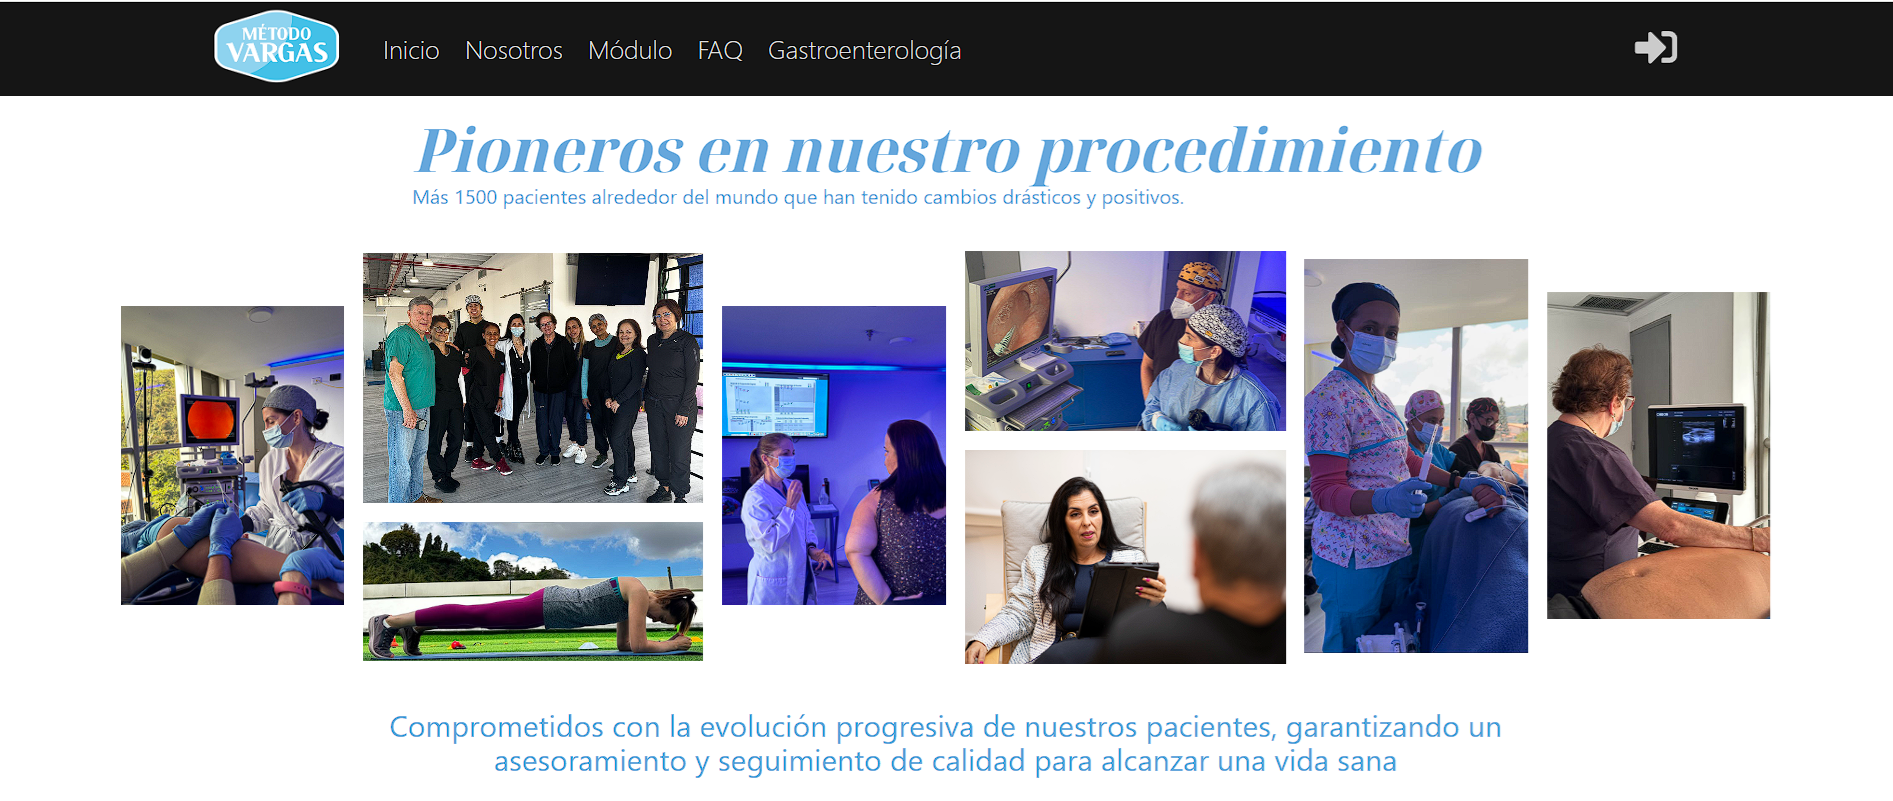 MÉTODO
VARGAS
Inicio Nosotros Módulo FAQ Gastroenterología
Pioneros en nuestro procedimiento
Más 1500 pacientes alrededor del mundo que han tenido cambios drásticos y positivos.
Comprometidos con la evolución progresiva de nuestros pacientes, garantizando un
asesoramiento y seguimiento de calidad para alcanzar una vida sana